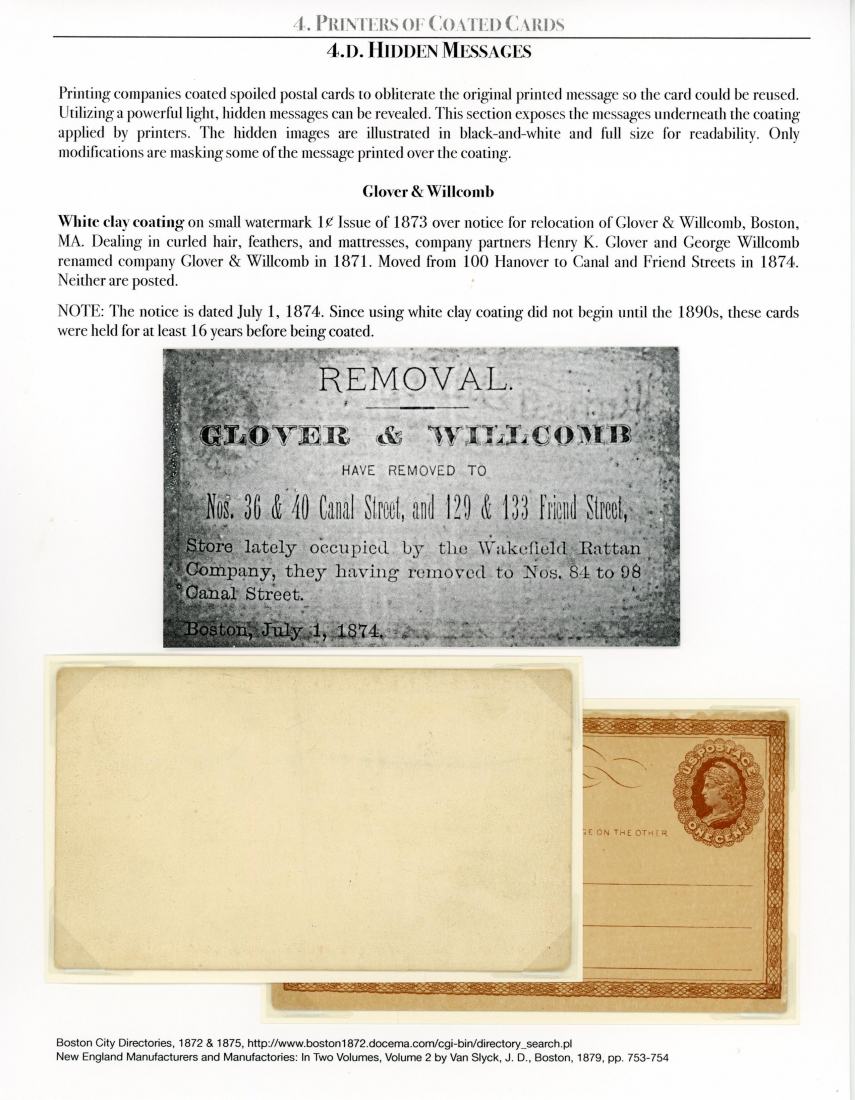 4. Printers of Coated Cards
4.D. Hidden Messages
Printing companies coated spoiled postal cards to obliterate the original printed message so the card could be reused.
Utilizing a powerful light, hidden messages can be revealed. This section exposes the messages underneath the coating
applied by printers. The hidden images are illustrated in black-and-white and full size for readability. Only
modifications are masking some of the message printed over the coating.
Glover & Willcomb
White clay coating on small watermark 1¢ Issue of 1873 over notice for relocation of Glover & Willcomb, Boston,
MA. Dealing in curled hair, feathers, and mattresses, company partners Henry K. Glover and George Willcomb
renamed company Glover & Willcomb in 1871. Moved from 100 Hanover to Canal and Friend Streets in 1874.
Neither are posted.
NOTE: The notice is dated July 1, 1874. Since using white clay coating did not begin until the 1890s, these cards
were held for at least 16 years before being coated.
REMOVAL.
GLOVER & WILLCOMB
HAVE REMOVED TO
Nos. 36 & 40 Canal Street, and 129 & 133 Friend Street,
Store lately occupied by the Wakefield Rattan
Company, they having removed to Nos. 84 to 98
Canal Street.
Boston, July 1, 1874.
U.S. POSTAGE
ONE CENT
GE ON THE OTHER
Boston City Directories, 1872 & 1875, http://www.boston1872.docema.com/cgi-bin/directory_search.pl
New England Manufacturers and Manufactories: In Two Volumes, Volume 2 by Van Slyck, J. D., Boston, 1879, pp. 753-754